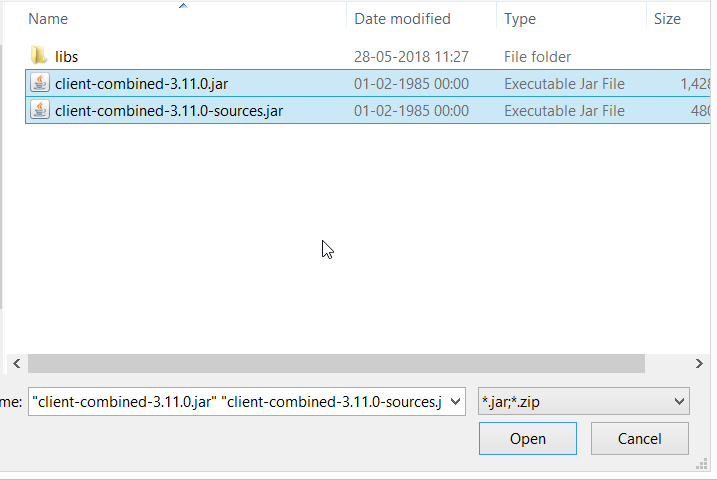 Name Date modified Type Size
libs 28-05-2018 11:27 File folder
client-combined-3.11.0.jar 01-02-1985 00:00 Executable Jar File 1,428
client-combined-3.11.0-sources.jar 01-02-1985 00:00 Executable Jar File 480
me: "client-combined-3.11.0.jar" "client-combined-3.11.0-sources.j *.jar;*.zip
Open Cancel